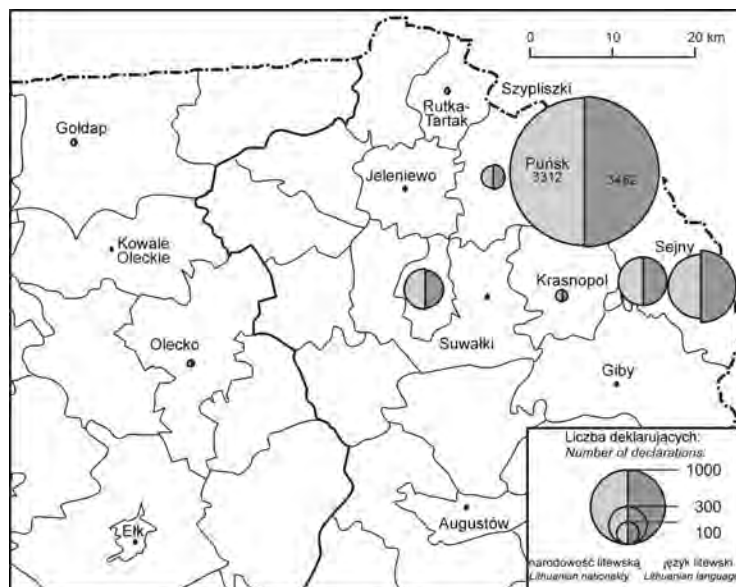 0 10 20 km
Szypliszki
Rutka-
Tartak
Gołdap
Puńsk
3312 3462
Jeleniewo
Kowale
Oleckie
Sejny
Krasnopol
Olecko
Suwałki
Giby
Liczba deklarujących:
Number of declarations:
1000
300
100
narodowość litewska język litewski
Lithuanian nationality Lithuanian language
Augustów
Ełk